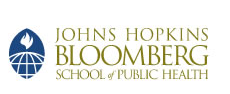 JOHNS HOPKINS
BLOOMBERG
SCHOOL of PUBLIC HEALTH